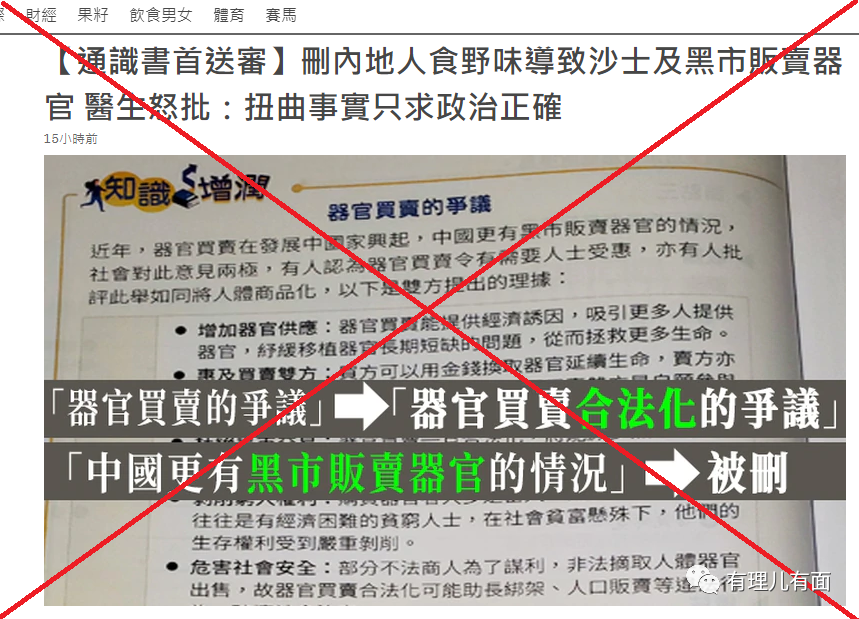 財經 果籽 飲食男女 體育 賽馬
【通識書首送審】刪內地人食野味導致沙士及黑市販賣器
官 醫生怒批：扭曲事實只求政治正確
15小時前
知識增潤
器官買賣的爭議
近年，器官買賣在發展中國家興起，中國更有黑市販賣器官的情況，
社會對此意見兩極，有人認為器官買賣令有需要人士受惠，亦有人批
評此舉如同將人體商品化，以下是雙方提出的理據：
● 增加器官供應：器官買賣能提供經濟誘因，吸引更多人提供
器官，紓緩移植器官長期短缺的問題，從而拯救更多生命。
● 惠及買賣雙方：買方可以用金錢換取器官延續生命，賣方亦
「器官買賣的爭議」➡「器官買賣合法化的爭議」
「中國更有黑市販賣器官的情況」➡被刪
往往是有經濟困難的貧窮人士，在社會貧富懸殊下，他們的
生存權利受到嚴重剝削。
● 危害社會安全：部分不法商人為了謀利，非法摘取人體器官
出售，故器官買賣合法化可能助長綁架、人口販賣等違
有理儿有面